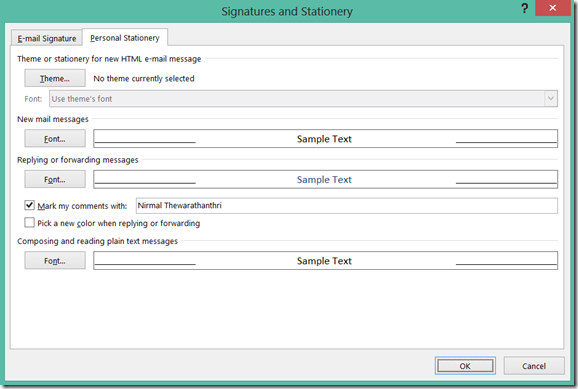 Signatures and Stationery
E-mail Signature Personal Stationery
Theme or stationery for new HTML e-mail message
Theme... No theme currently selected
Font: Use theme's font
New mail messages
Font... Sample Text
Replying or forwarding messages
Font... Sample Text
Mark my comments with: Nirmal Thewarathanthri
Pick a new color when replying or forwarding
Composing and reading plain text messages
Font... Sample Text
OK Cancel